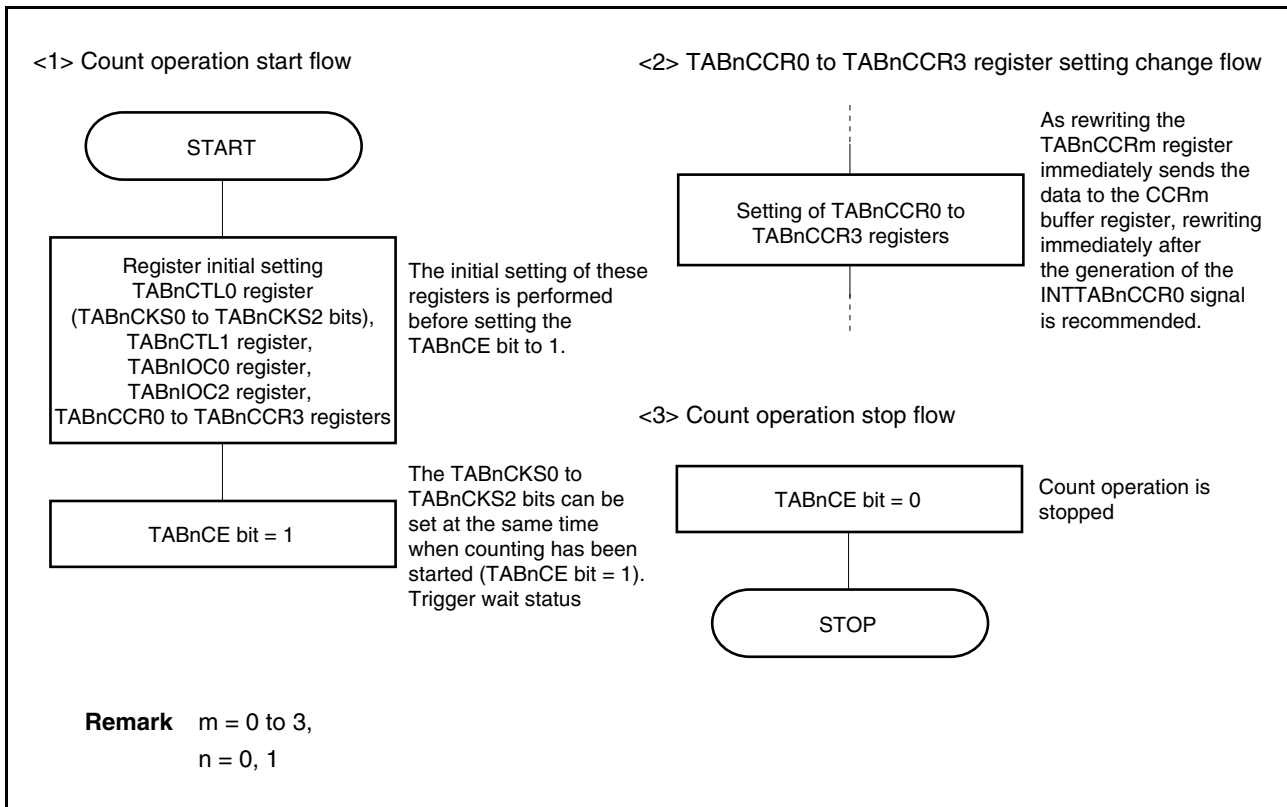 <1> Count operation start flow
START
Register initial setting
TABnCTL0 register
(TABnCKS0 to TABnCKS2 bits),
TABnCTL1 register,
TABnIOC0 register,
TABnIOC2 register,
TABnCCR0 to TABnCCR3 registers
The initial setting of these
registers is performed
before setting the
TABnCE bit to 1.
TABnCE bit = 1
The TABnCKS0 to
TABnCKS2 bits can be
set at the same time
when counting has been
started (TABnCE bit = 1).
Trigger wait status
<2> TABnCCR0 to TABnCCR3 register setting change flow
Setting of TABnCCR0 to
TABnCCR3 registers
As rewriting the
TABnCCRm register
immediately sends the
data to the CCRm
buffer register, rewriting
immediately after
the generation of the
INTTABnCCR0 signal
is recommended.
<3> Count operation stop flow
TABnCE bit = 0
Count operation is
stopped
STOP
Remark m = 0 to 3,
n = 0, 1